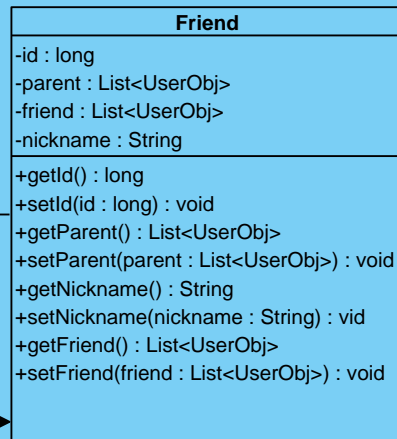 Friend
-id : long
-parent : List<UserObj>
-friend : List<UserObj>
-nickname : String
+getId() : long
+setId(id : long) : void
+getParent() : List<UserObj>
+setParent(parent : List<UserObj>) : void
+getNickname() : String
+setNickname(nickname : String) : vid
+getFriend() : List<UserObj>
+setFriend(friend : List<UserObj>) : void